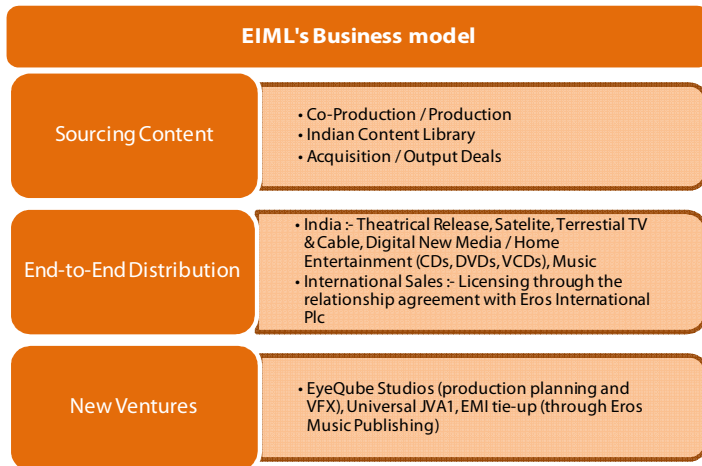 EIML's Business model
Sourcing Content
• Co-Production / Production
• Indian Content Library
• Acquisition / Output Deals
End-to-End Distribution
• India :- Theatrical Release, Satelite, Terrestial TV
& Cable, Digital New Media / Home
Entertainment (CDs, DVDs, VCDs), Music
• International Sales :- Licensing through the
relationship agreement with Eros International
Plc
New Ventures
• EyeQube Studios (production planning and
VFX), Universal JVA1, EMI tie-up (through Eros
Music Publishing)